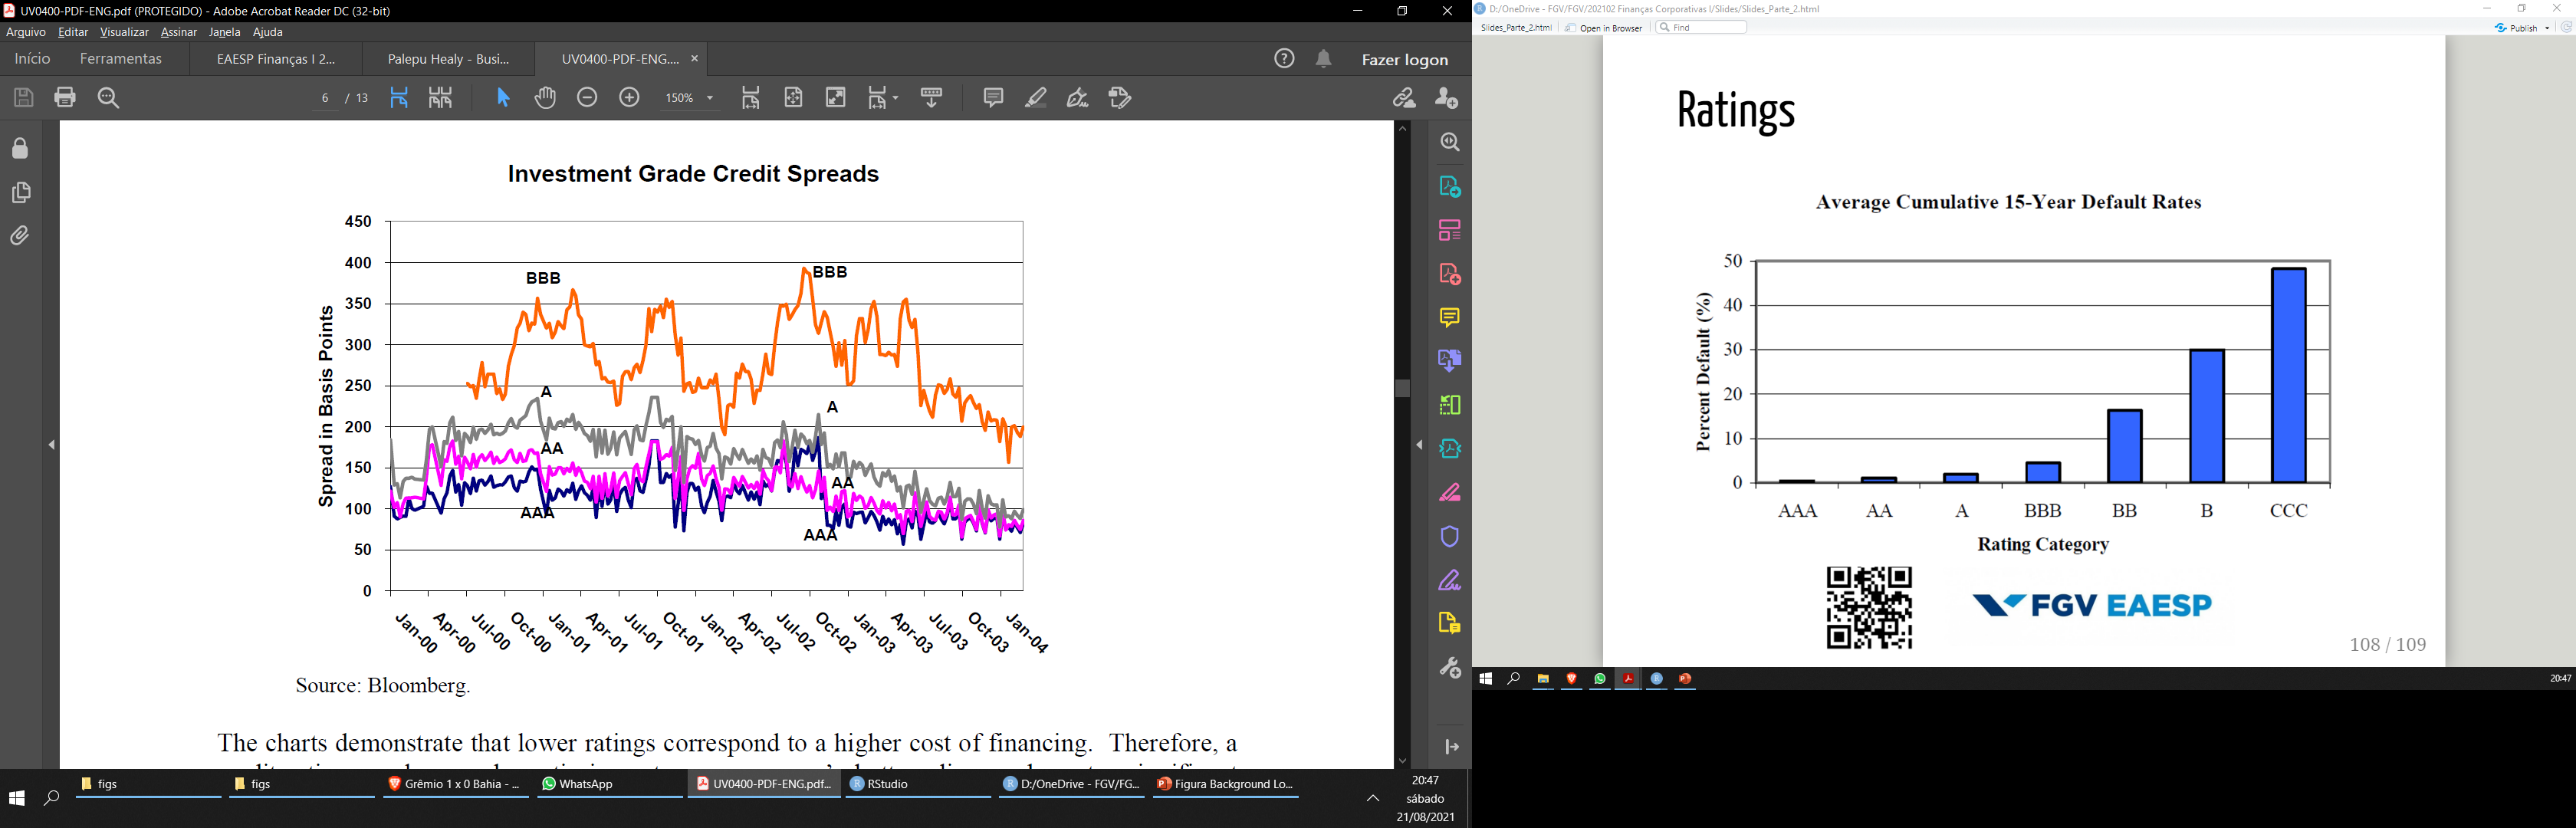 UV0400-PDF-ENG.pdf (PROTEGIDO) - Adobe Acrobat Reader DC (32-bit)
Arquivo Editar Visualizar Assinar Janela Ajuda
Início Ferramentas EAESP Finanças I 2... Palepu Healy - Busi... UV0400-PDF-ENG.... × Fazer logon
6 / 13 150%
Investment Grade Credit Spreads
Spread in Basis Points
450
400
350
300
250
200
150
100
50
0
BBB
BBB
A
A
AA
AA
AAA
AAA
Jan-00 Apr-00 Jul-00 Oct-00 Jan-01 Apr-01 Jul-01 Oct-01 Jan-02 Apr-02 Jul-02 Oct-02 Jan-03 Apr-03 Jul-03 Oct-03 Jan-04
Source: Bloomberg.
The charts demonstrate that lower ratings correspond to a higher cost of financing. Therefore, a
figs figs Grêmio 1 x 0 Bahia - ... WhatsApp UV0400-PDF-ENG.pdf... RStudio D:/OneDrive - FGV/FG... Figura Background Lo...
20:47
sábado
21/08/2021
D:/OneDrive - FGV/FGV/202102 Finanças Corporativas I/Slides/Slides_Parte_2.html
Slides_Parte_2.html Open in Browser Find Publish
Ratings
Average Cumulative 15-Year Default Rates
Percent Default (%)
50
40
30
20
10
0
AAA AA A BBB BB B CCC
Rating Category
FGV EAESP
108 / 109
20:47